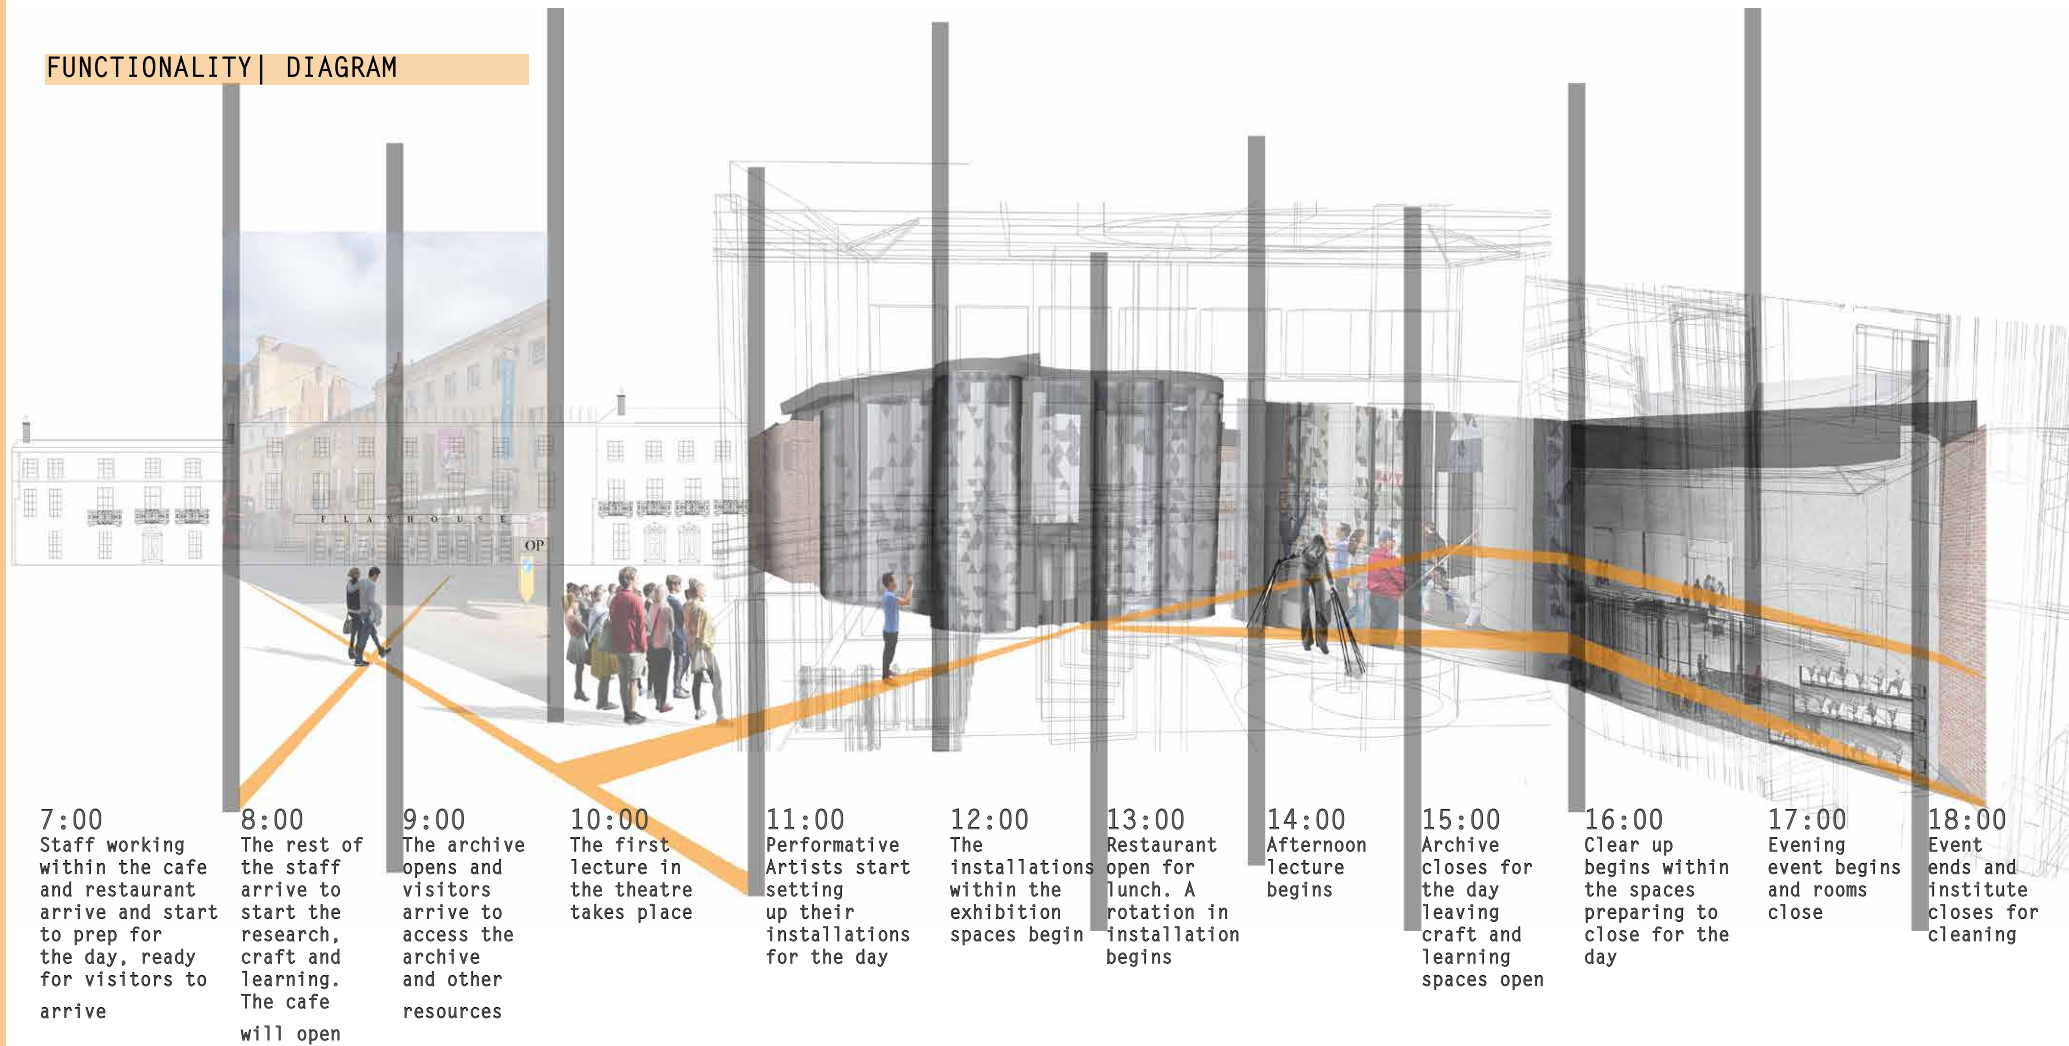 FUNCTIONALITY| DIAGRAM
PLAYHOUSE
OP
7:00
Staff working
within the cafe
and restaurant
arrive and start
to prep for
the day, ready
for visitors to
arrive
8:00
The rest of
the staff
arrive to
start the
research,
craft and
learning.
The cafe
will open
9:00
The archive
opens and
visitors
arrive to
access the
archive
and other
resources
10:00
The first
lecture in
the theatre
takes place
11:00
Performative
Artists start
setting
up their
installations
for the day
12:00
The
installations
within the
exhibition
spaces begin
13:00
Restaurant
open for
lunch. A
rotation in
installation
begins
14:00
Afternoon
lecture
begins
15:00
Archive
closes for
the day
leaving
craft and
learning
spaces open
16:00
Clear up
begins within
the spaces
preparing to
close for the
day
17:00
Evening
event begins
and rooms
close
18:00
Event
ends and
institute
closes for
cleaning